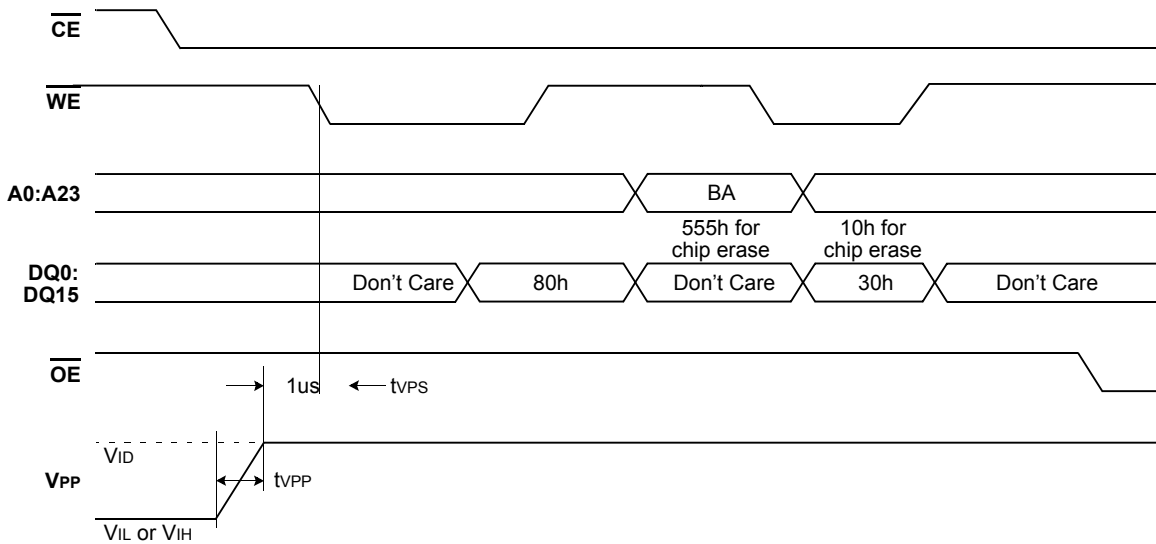 CE
WE
A0:A23
BA
555h for
chip erase
10h for
chip erase
DQ0:
DQ15
Don't Care
80h
Don't Care
30h
Don't Care
OE
1us
tVPS
VID
VPP
tVPP
VIL or VIH